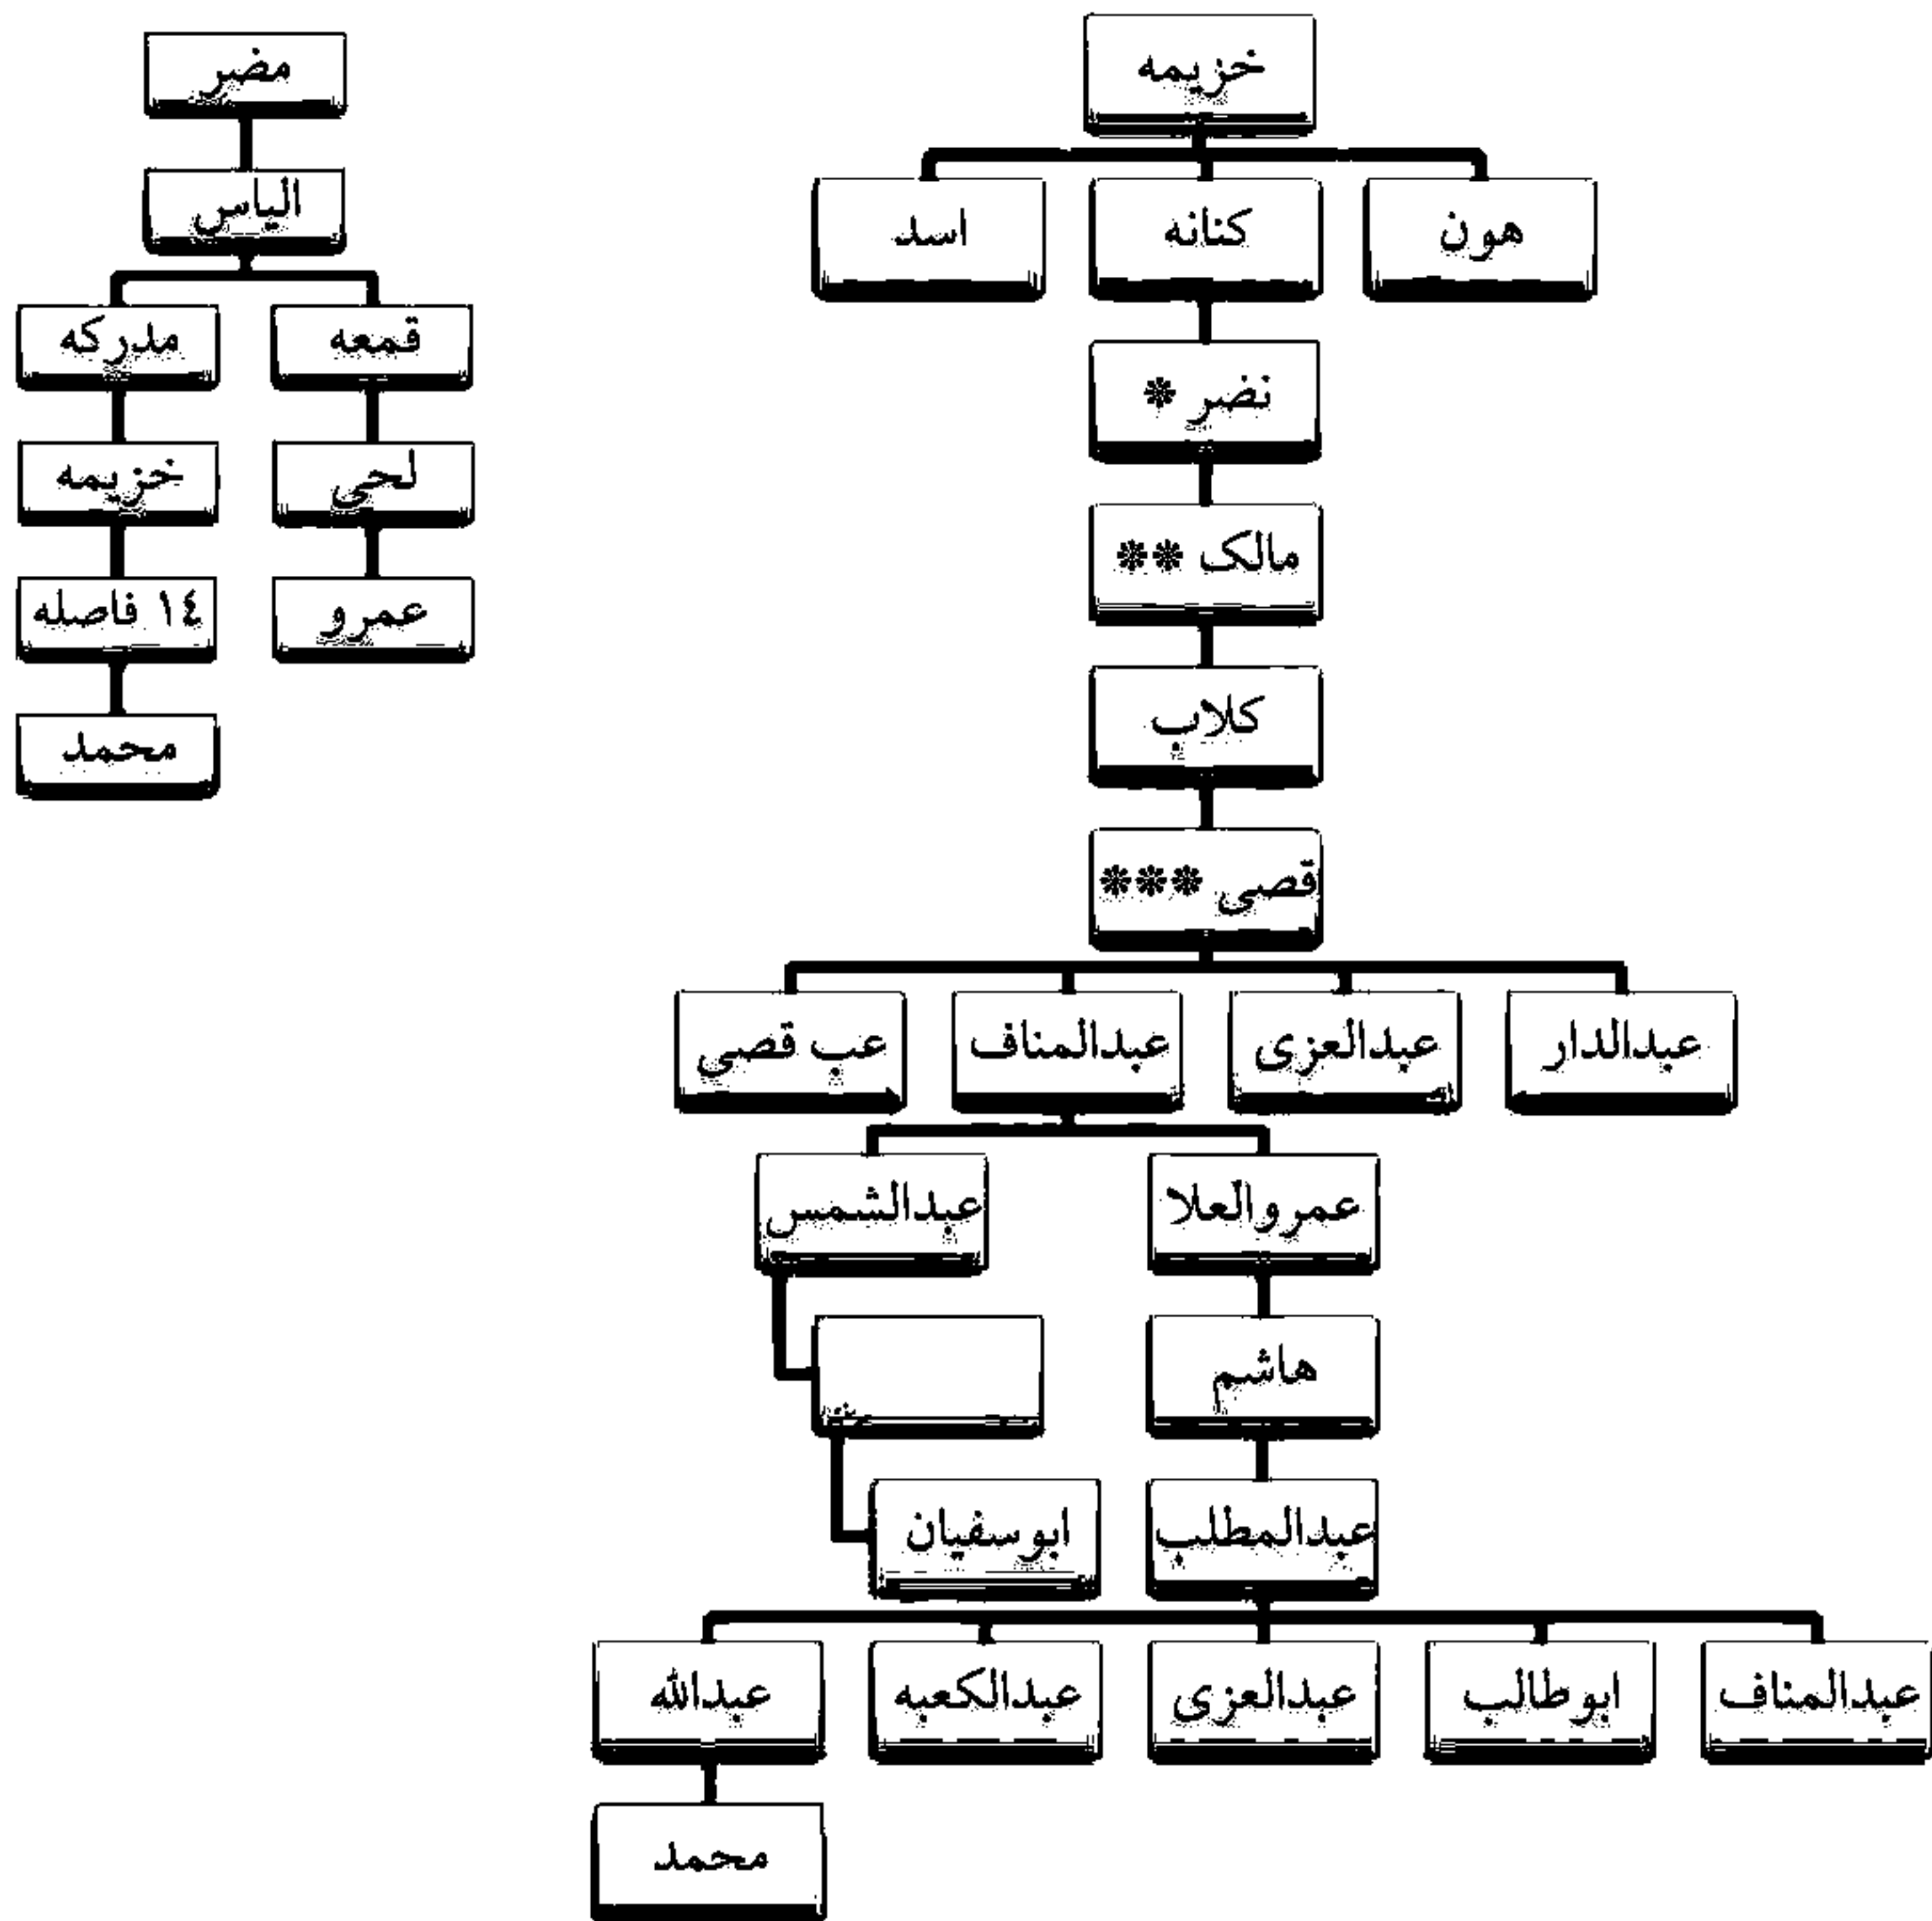 مضر
الیاس
قمعه
مدرکه
لحی
خزیمه
عمرو
١٤ فاصله
محمد
خزیمه
هون
کنانه
اسد
نضر *
مالک **
کلاب
قصی ***
عبدالدار
عبدالعزی
عبدالمناف
عب قصی
عمروالعلا
عبدالشمس
هاشم
ابوسفیان
عبدالمطلب
عبدالمناف
ابوطالب
عبدالعزی
عبدالکعبه
عبدالله
محمد